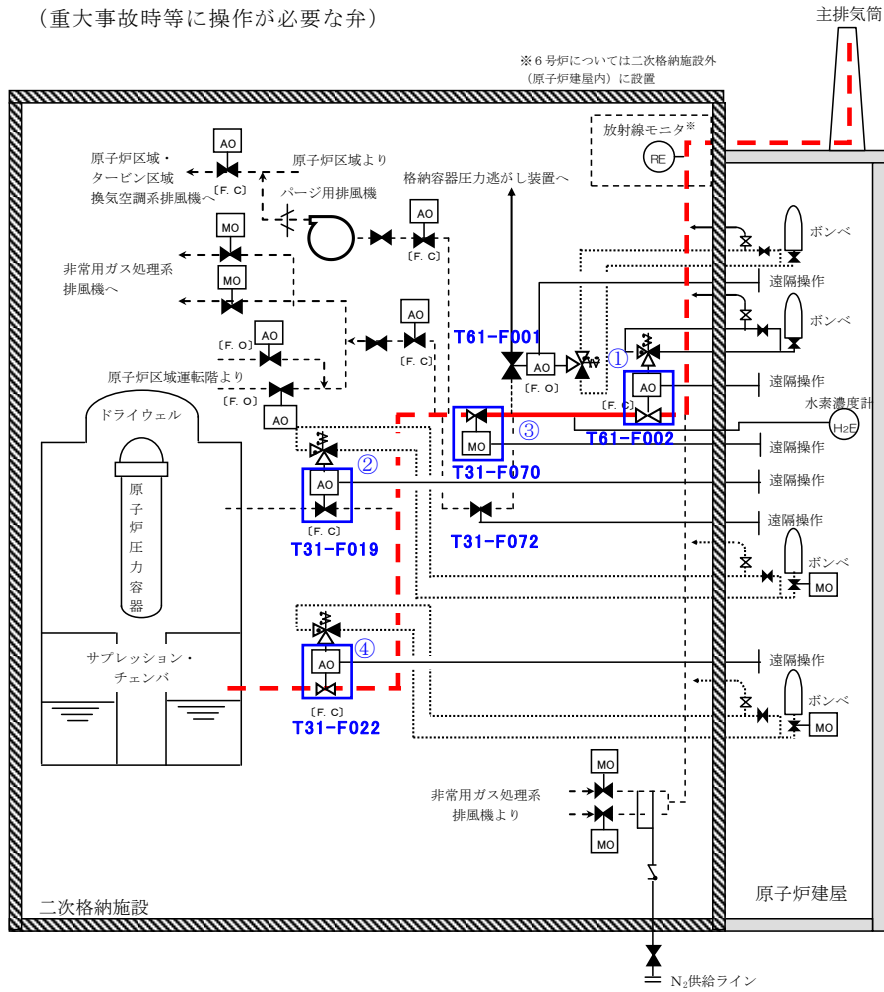 (重大事故時等に操作が必要な弁)
主排気筒
※6号炉については二次格納施設外
(原子炉建屋内)に設置
放射線モニタ※
RE
AO
原子炉区域・
タービン区域
換気空調系排風機へ
[F. C]
原子炉区域より
パージ用排風機
格納容器圧力逃がし装置へ
AO
[F. C]
MO
MO
非常用ガス処理系
排風機へ
ボンベ
遠隔操作
ボンベ
AO
[F. C]
T61-F001
AO
[F. O]
①
AO
[F. C]
T61-F002
遠隔操作
[F. O]
AO
原子炉区域運転階より
[F. O]
AO
水素濃度計
H2E
③
MO
T31-F070
遠隔操作
ドライウェル
原子炉圧力容器
②
AO
[F. C]
T31-F019
遠隔操作
T31-F072
遠隔操作
ボンベ
MO
サプレッション・
チェンバ
④
AO
[F. C]
T31-F022
遠隔操作
ボンベ
MO
MO
非常用ガス処理系
排風機より
MO
二次格納施設
原子炉建屋
N₂供給ライン